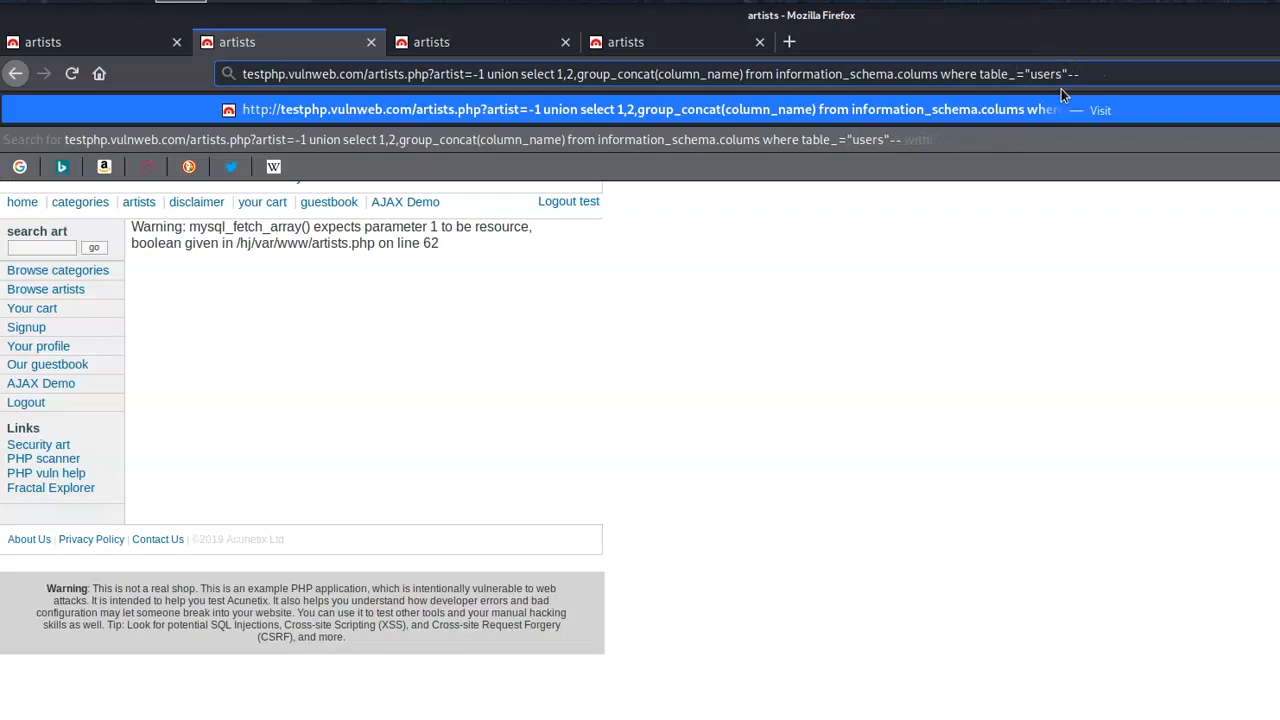 artists - Mozilla Firefox
artists
artists
artists
artists
testphp.vulnweb.com/artists.php?artist=-1 union select 1,2,group_concat(column_name) from information_schema.colums where table_="users"--
http://testphp.vulnweb.com/artists.php?artist=-1 union select 1,2,group_concat(column_name) from information_schema.colums wher — Visit
Search for testphp.vulnweb.com/artists.php?artist=-1 union select 1,2,group_concat(column_name) from information_schema.colums where table_="users"-- with:
home | categories | artists | disclaimer | your cart | guestbook | AJAX Demo
Logout test
search art
go
Browse categories
Browse artists
Your cart
Signup
Your profile
Our guestbook
AJAX Demo
Logout
Links
Security art
PHP scanner
PHP vuln help
Fractal Explorer
Warning: mysql_fetch_array() expects parameter 1 to be resource,
boolean given in /hj/var/www/artists.php on line 62
About Us | Privacy Policy | Contact Us | ©2019 Acunetix Ltd
Warning: This is not a real shop. This is an example PHP application, which is intentionally vulnerable to web
attacks. It is intended to help you test Acunetix. It also helps you understand how developer errors and bad
configuration may let someone break into your website. You can use it to test other tools and your manual hacking
skills as well. Tip: Look for potential SQL Injections, Cross-site Scripting (XSS), and Cross-site Request Forgery
(CSRF), and more.